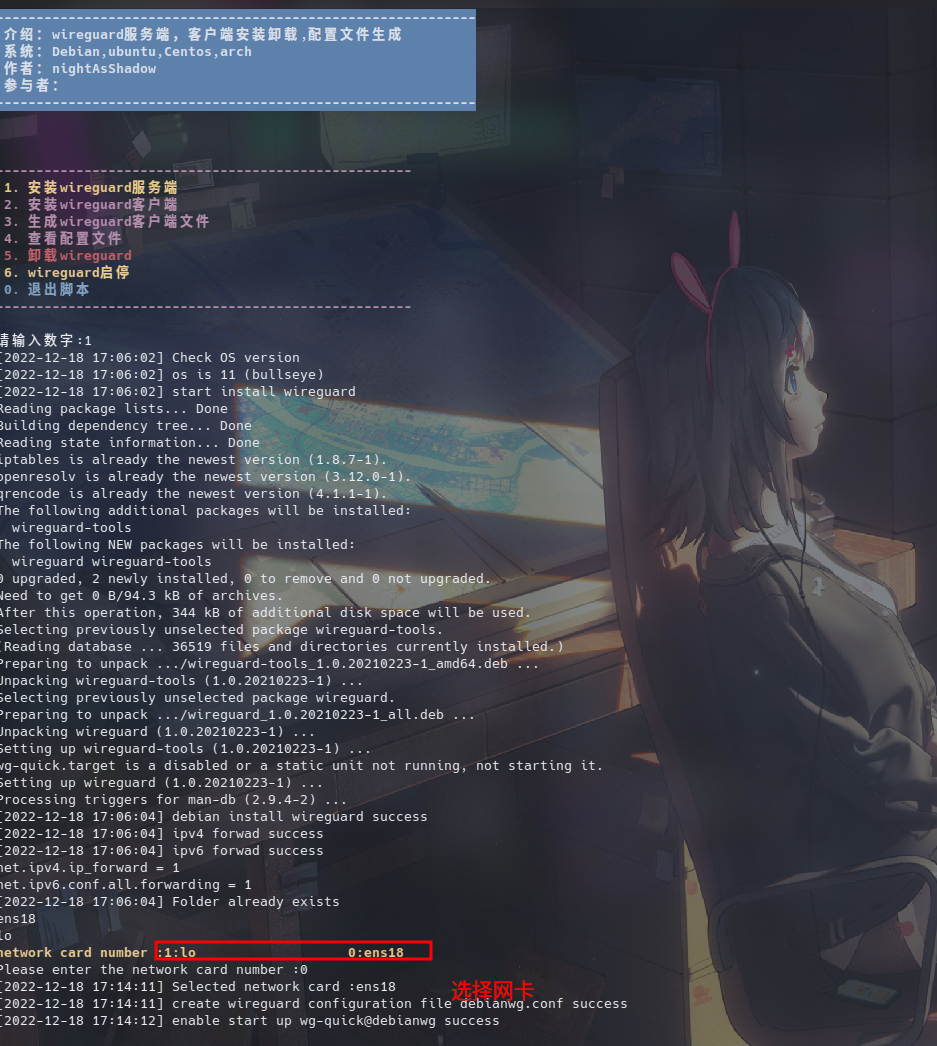 介绍：wireguard服务端，客户端安装卸载,配置文件生成
系统：Debian,ubuntu,Centos,arch
作者：nightAsShadow
参与者：
1. 安装wireguard服务端
2. 安装wireguard客户端
3. 生成wireguard客户端文件
4. 查看配置文件
5. 卸载wireguard
6. wireguard启停
0. 退出脚本
请输入数字:1
[2022-12-18 17:06:02] Check OS version
[2022-12-18 17:06:02] os is 11 (bullseye)
[2022-12-18 17:06:02] start install wireguard
Reading package lists... Done
Building dependency tree... Done
Reading state information... Done
iptables is already the newest version (1.8.7-1).
openresolv is already the newest version (3.12.0-1).
qrencode is already the newest version (4.1.1-1).
The following additional packages will be installed:
wireguard-tools
The following NEW packages will be installed:
wireguard wireguard-tools
0 upgraded, 2 newly installed, 0 to remove and 0 not upgraded.
Need to get 0 B/94.3 kB of archives.
After this operation, 344 kB of additional disk space will be used.
Selecting previously unselected package wireguard-tools.
(Reading database ... 36519 files and directories currently installed.)
Preparing to unpack .../wireguard-tools_1.0.20210223-1_amd64.deb ...
Unpacking wireguard-tools (1.0.20210223-1) ...
Selecting previously unselected package wireguard.
Preparing to unpack .../wireguard_1.0.20210223-1_all.deb ...
Unpacking wireguard (1.0.20210223-1) ...
Setting up wireguard-tools (1.0.20210223-1) ...
wg-quick.target is a disabled or a static unit not running, not starting it.
Setting up wireguard (1.0.20210223-1) ...
Processing triggers for man-db (2.9.4-2) ...
[2022-12-18 17:06:04] debian install wireguard success
[2022-12-18 17:06:04] ipv4 forwad success
[2022-12-18 17:06:04] ipv6 forwad success
net.ipv4.ip_forward = 1
net.ipv6.conf.all.forwarding = 1
[2022-12-18 17:06:04] Folder already exists
ens18
lo
network card number :1:lo 0:ens18
Please enter the network card number :0
[2022-12-18 17:14:11] Selected network card :ens18
选择网卡
[2022-12-18 17:14:11] create wireguard configuration file debianwg.conf success
[2022-12-18 17:14:12] enable start up wg-quick@debianwg success